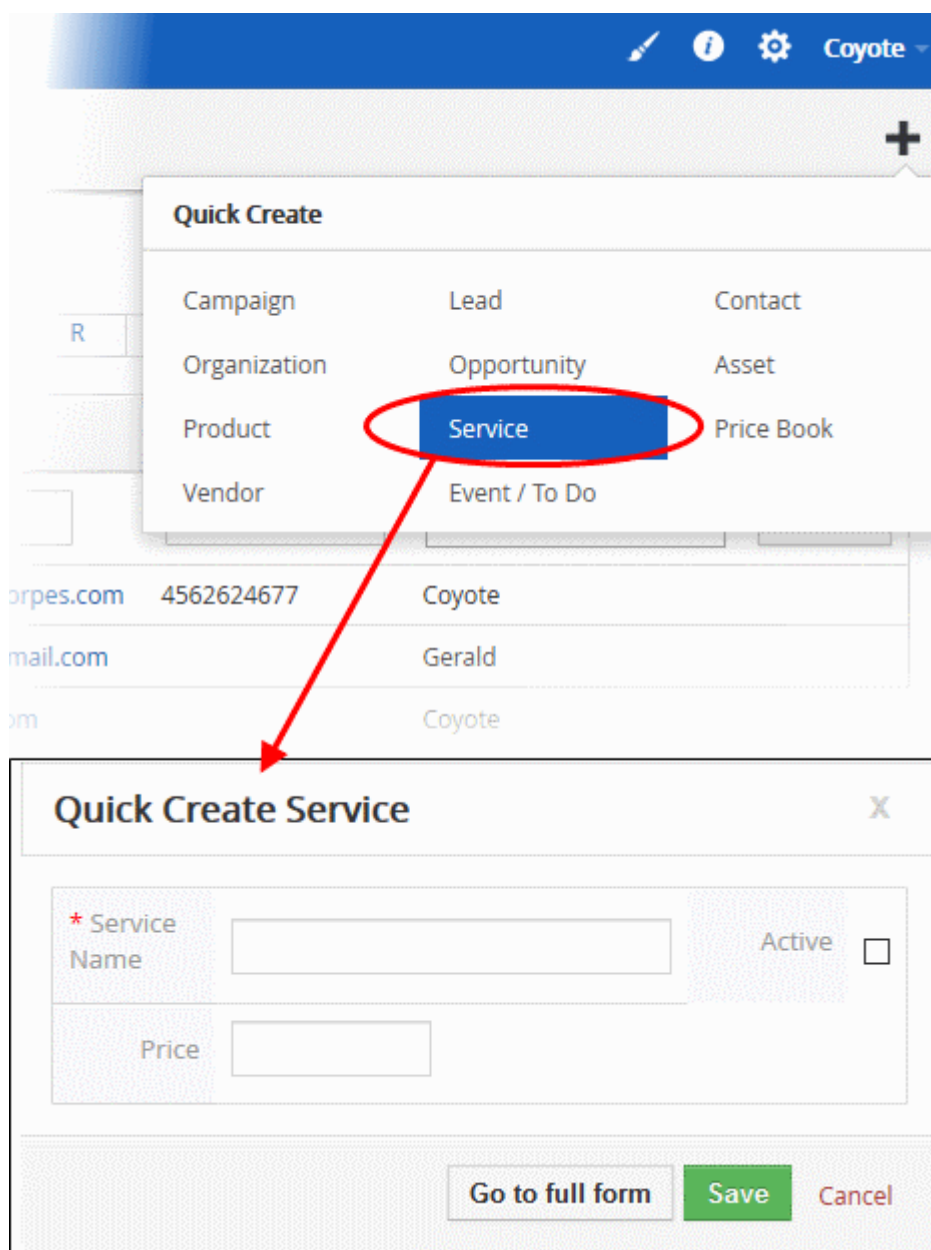 Coyote
Quick Create
Campaign Lead Contact
R
Organization Opportunity Asset
Product Service Price Book
Vendor Event / To Do
orpes.com 4562624677 Coyote
mail.com Gerald
om Coyote
Quick Create Service X
* Service
Name
Active
Price
Go to full form Save Cancel